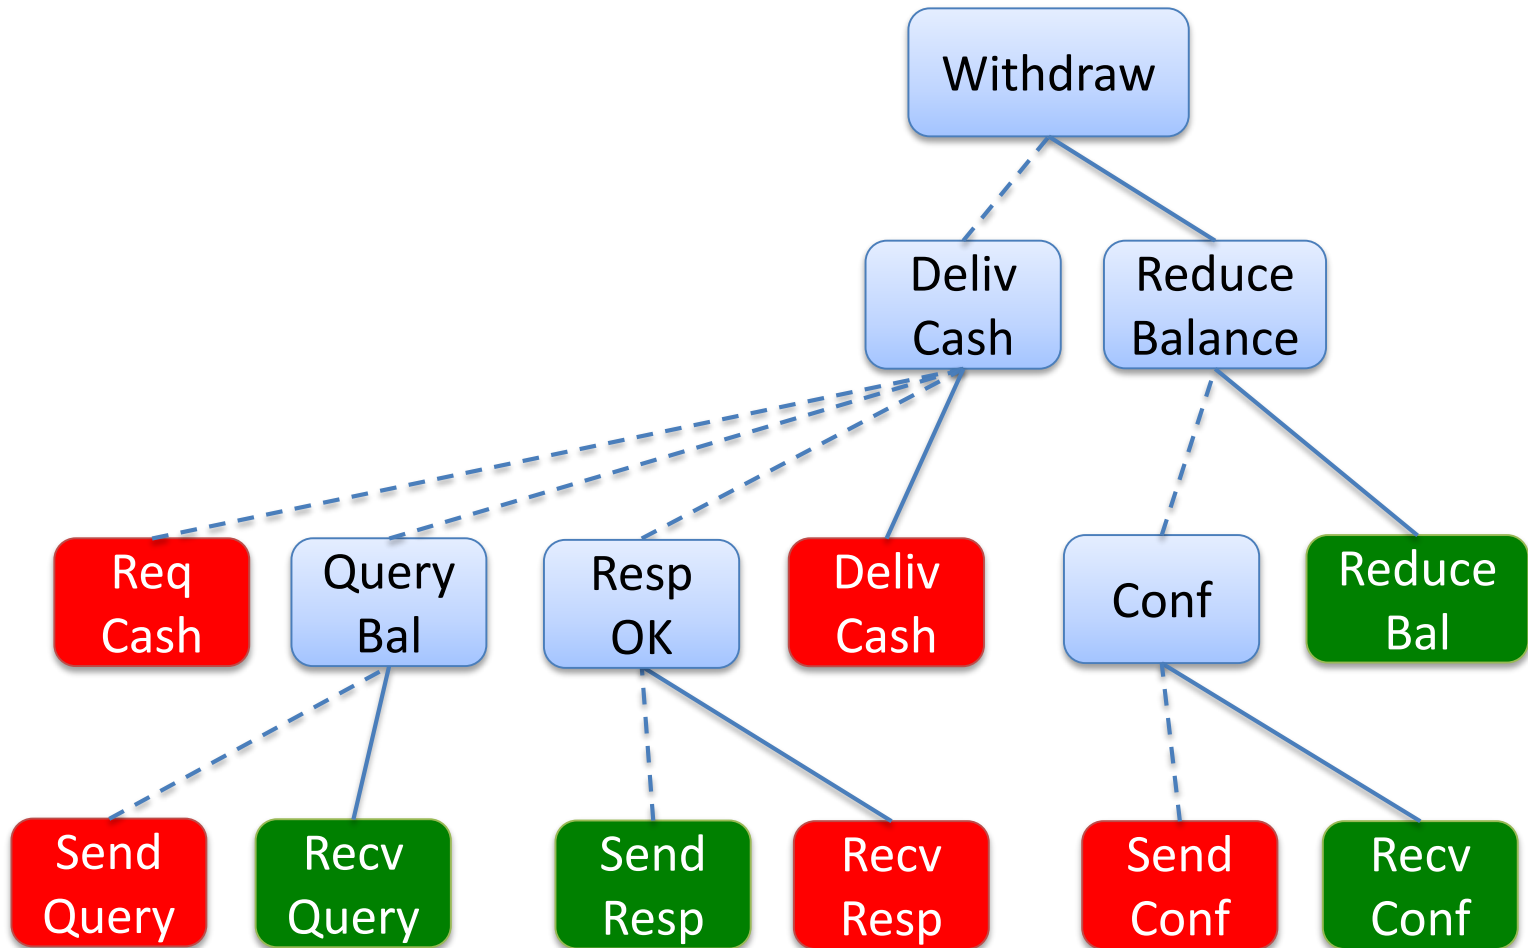 Withdraw
Deliv
Cash
Reduce
Balance
Req
Cash
Query
Bal
Resp
OK
Deliv
Cash
Conf
Reduce
Bal
Send
Query
Recv
Query
Send
Resp
Recv
Resp
Send
Conf
Recv
Conf